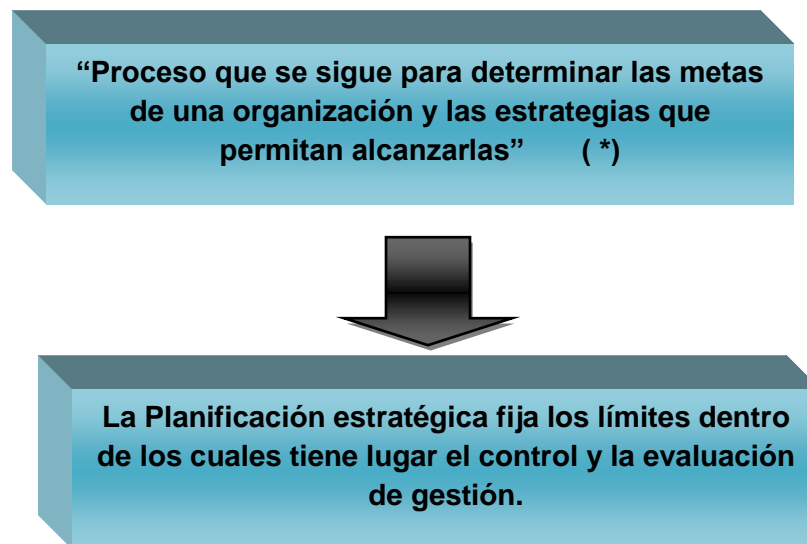 “Proceso que se sigue para determinar las metas
de una organización y las estrategias que
permitan alcanzarlas” ( *)
La Planificación estratégica fija los límites dentro
de los cuales tiene lugar el control y la evaluación
de gestión.